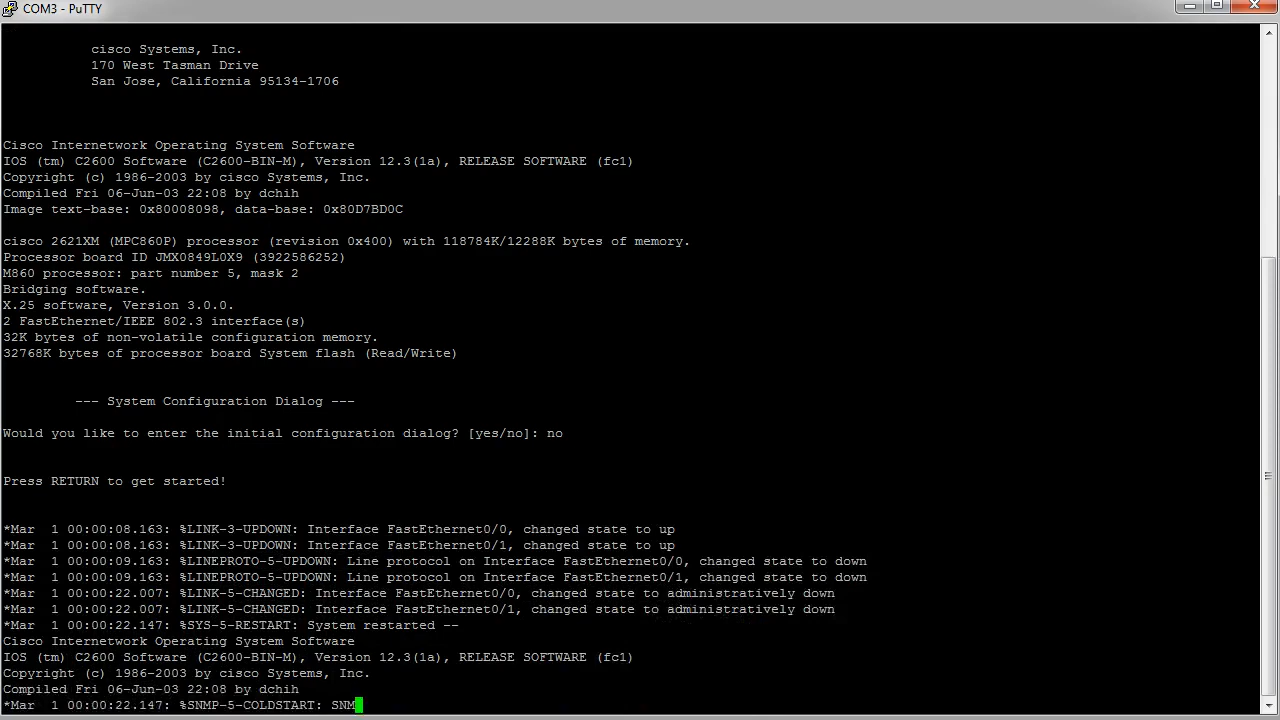 COM3 - PuTTY
cisco Systems, Inc.
170 West Tasman Drive
San Jose, California 95134-1706
Cisco Internetwork Operating System Software
IOS (tm) C2600 Software (C2600-BIN-M), Version 12.3(1a), RELEASE SOFTWARE (fc1)
Copyright (c) 1986-2003 by cisco Systems, Inc.
Compiled Fri 06-Jun-03 22:08 by dchih
Image text-base: 0x80008098, data-base: 0x80D7BD0C
cisco 2621XM (MPC860P) processor (revision 0x400) with 118784K/12288K bytes of memory.
Processor board ID JMX0849L0X9 (3922586252)
M860 processor: part number 5, mask 2
Bridging software.
X.25 software, Version 3.0.0.
2 FastEthernet/IEEE 802.3 interface(s)
32K bytes of non-volatile configuration memory.
32768K bytes of processor board System flash (Read/Write)
--- System Configuration Dialog ---
Would you like to enter the initial configuration dialog? [yes/no]: no
Press RETURN to get started!
*Mar  1 00:00:08.163: %LINK-3-UPDOWN: Interface FastEthernet0/0, changed state to up
*Mar  1 00:00:08.163: %LINK-3-UPDOWN: Interface FastEthernet0/1, changed state to up
*Mar  1 00:00:09.163: %LINEPROTO-5-UPDOWN: Line protocol on Interface FastEthernet0/0, changed state to down
*Mar  1 00:00:09.163: %LINEPROTO-5-UPDOWN: Line protocol on Interface FastEthernet0/1, changed state to down
*Mar  1 00:00:22.007: %LINK-5-CHANGED: Interface FastEthernet0/0, changed state to administratively down
*Mar  1 00:00:22.007: %LINK-5-CHANGED: Interface FastEthernet0/1, changed state to administratively down
*Mar  1 00:00:22.147: %SYS-5-RESTART: System restarted --
Cisco Internetwork Operating System Software
IOS (tm) C2600 Software (C2600-BIN-M), Version 12.3(1a), RELEASE SOFTWARE (fc1)
Copyright (c) 1986-2003 by cisco Systems, Inc.
Compiled Fri 06-Jun-03 22:08 by dchih
*Mar  1 00:00:22.147: %SNMP-5-COLDSTART: SNM